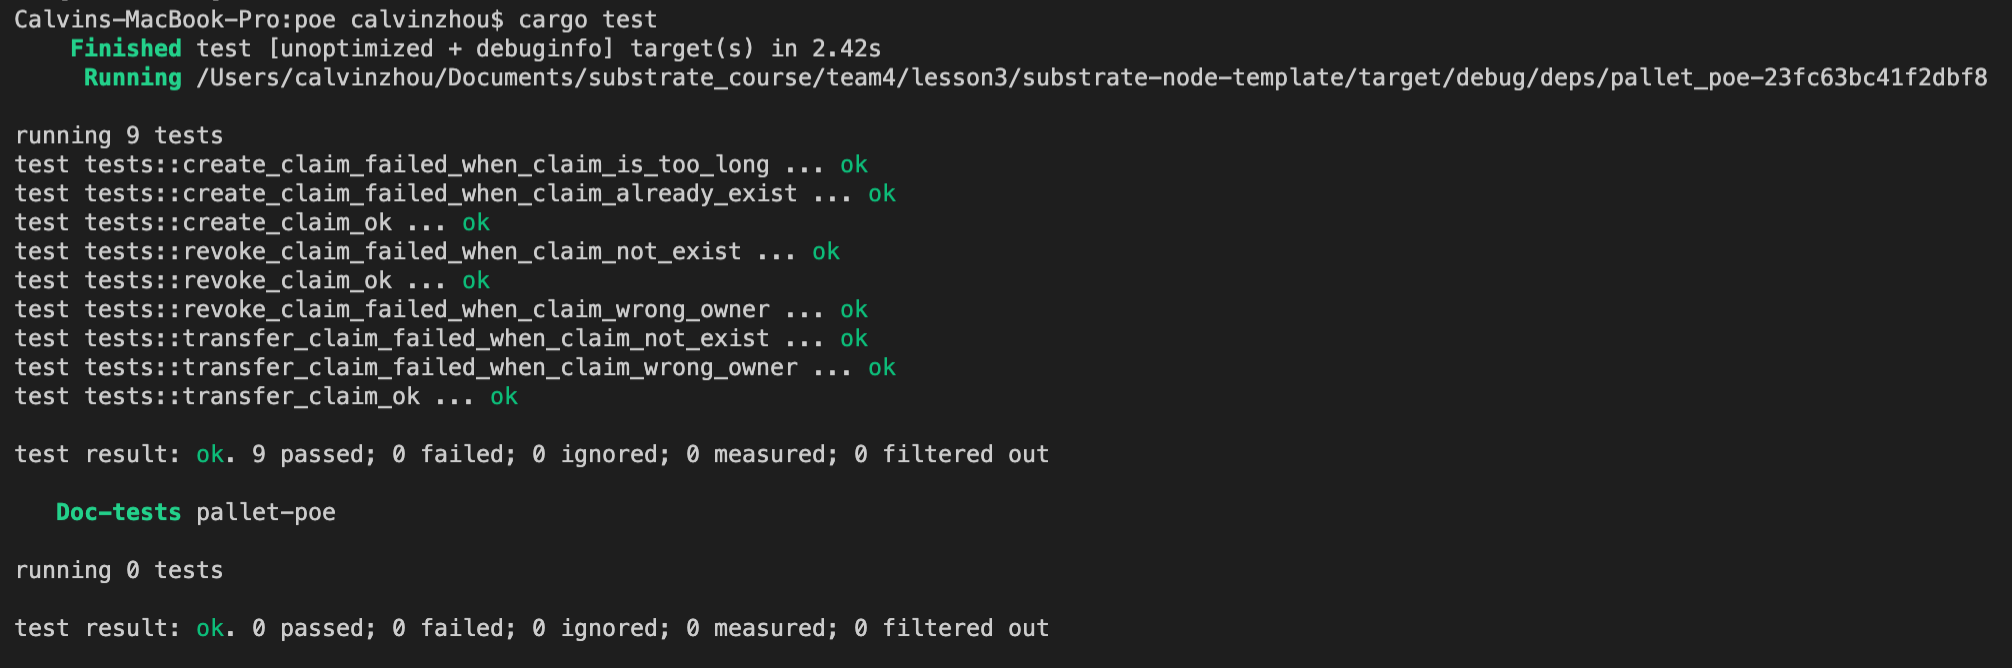 Calvins-MacBook-Pro:poe calvinzhou$ cargo test
Finished test [unoptimized + debuginfo] target(s) in 2.42s
Running /Users/calvinzhou/Documents/substrate_course/team4/lesson3/substrate-node-template/target/debug/deps/pallet_poe-23fc63bc41f2dbf8
running 9 tests
test tests::create_claim_failed_when_claim_is_too_long ... ok
test tests::create_claim_failed_when_claim_already_exist ... ok
test tests::create_claim_ok ... ok
test tests::revoke_claim_failed_when_claim_not_exist ... ok
test tests::revoke_claim_ok ... ok
test tests::revoke_claim_failed_when_claim_wrong_owner ... ok
test tests::transfer_claim_failed_when_claim_not_exist ... ok
test tests::transfer_claim_failed_when_claim_wrong_owner ... ok
test tests::transfer_claim_ok ... ok
test result: ok. 9 passed; 0 failed; 0 ignored; 0 measured; 0 filtered out
Doc-tests pallet-poe
running 0 tests
test result: ok. 0 passed; 0 failed; 0 ignored; 0 measured; 0 filtered out